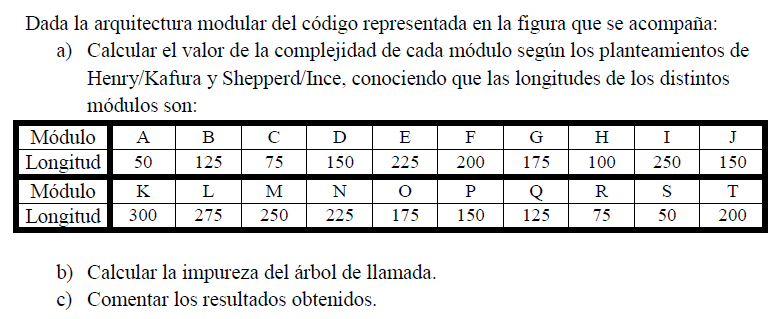 Dada la arquitectura modular del código representada en la figura que se acompaña:
a) Calcular el valor de la complejidad de cada módulo según los planteamientos de
Henry/Kafura y Shepperd/Ince, conociendo que las longitudes de los distintos
módulos son:
Módulo A B C D E F G H I J
Longitud 50 125 75 150 225 200 175 100 250 150
Módulo K L M N O P Q R S T
Longitud 300 275 250 225 175 150 125 75 50 200
b) Calcular la impureza del árbol de llamada.
c) Comentar los resultados obtenidos.